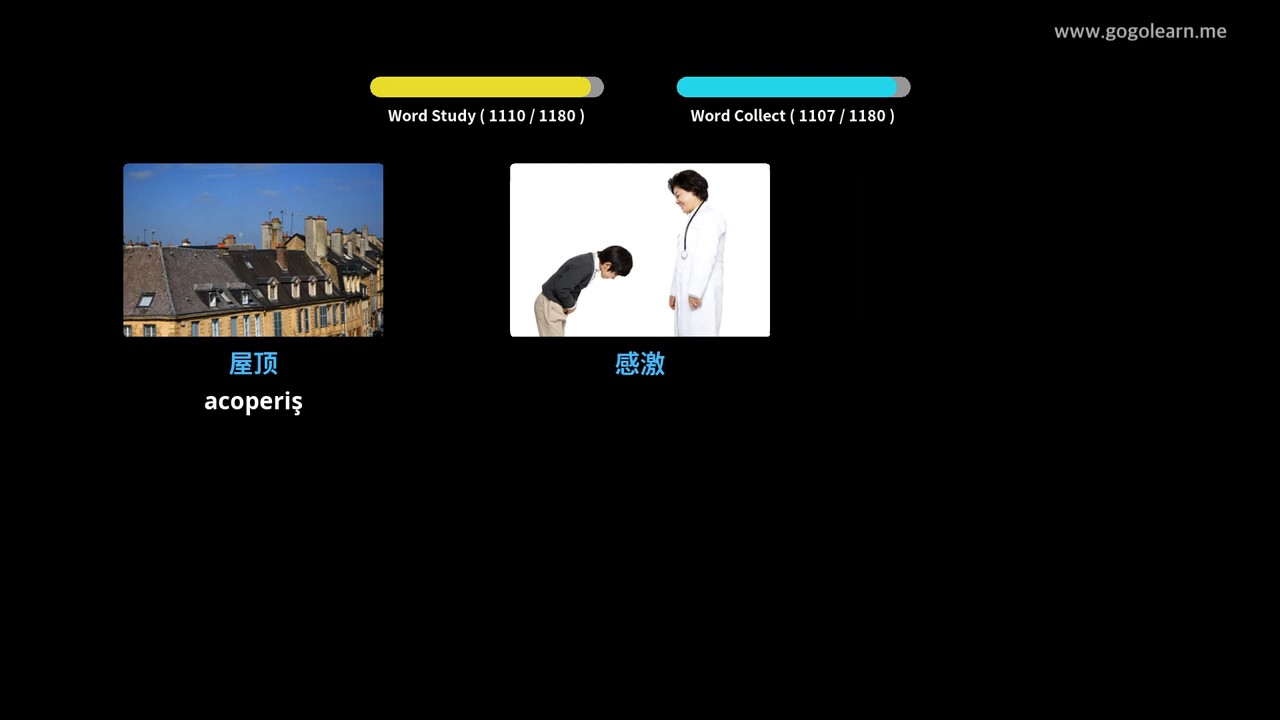 www.gogolearn.me
Word Study ( 1110 / 1180 )
Word Collect ( 1107 / 1180 )
屋顶
acoperiş
感激